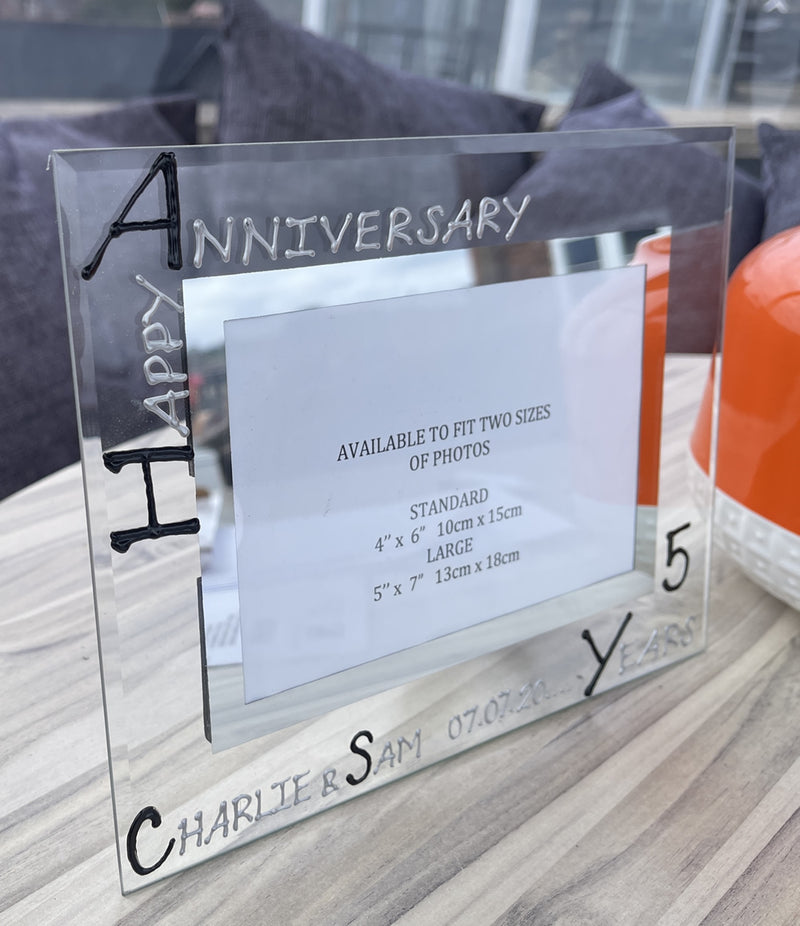 HAPPY
ANNIVERSARY
AVAILABLE TO FIT TWO SIZES
OF PHOTOS
STANDARD
4" x 6" 10cm x 15cm
LARGE
5" x 7" 13cm x 18cm
5
YEARS
CHARLIE & SAM 07.07.20.....